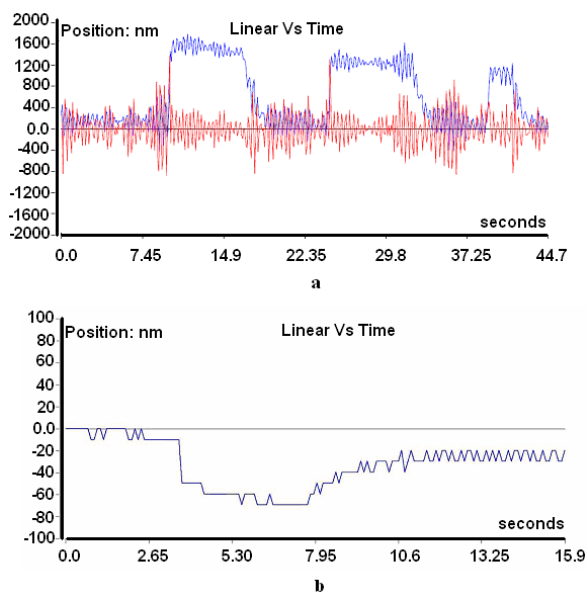 Position: nm Linear Vs Time
2000
1600
1200
800
400
0.0
-400
-800
-1200
-1600
-2000
seconds
0.0 7.45 14.9 22.35 29.8 37.25 44.7
a
Position: nm Linear Vs Time
100
80
60
40
20
0.0
-20
-40
-60
-80
-100
seconds
0.0 2.65 5.30 7.95 10.6 13.25 15.9
b